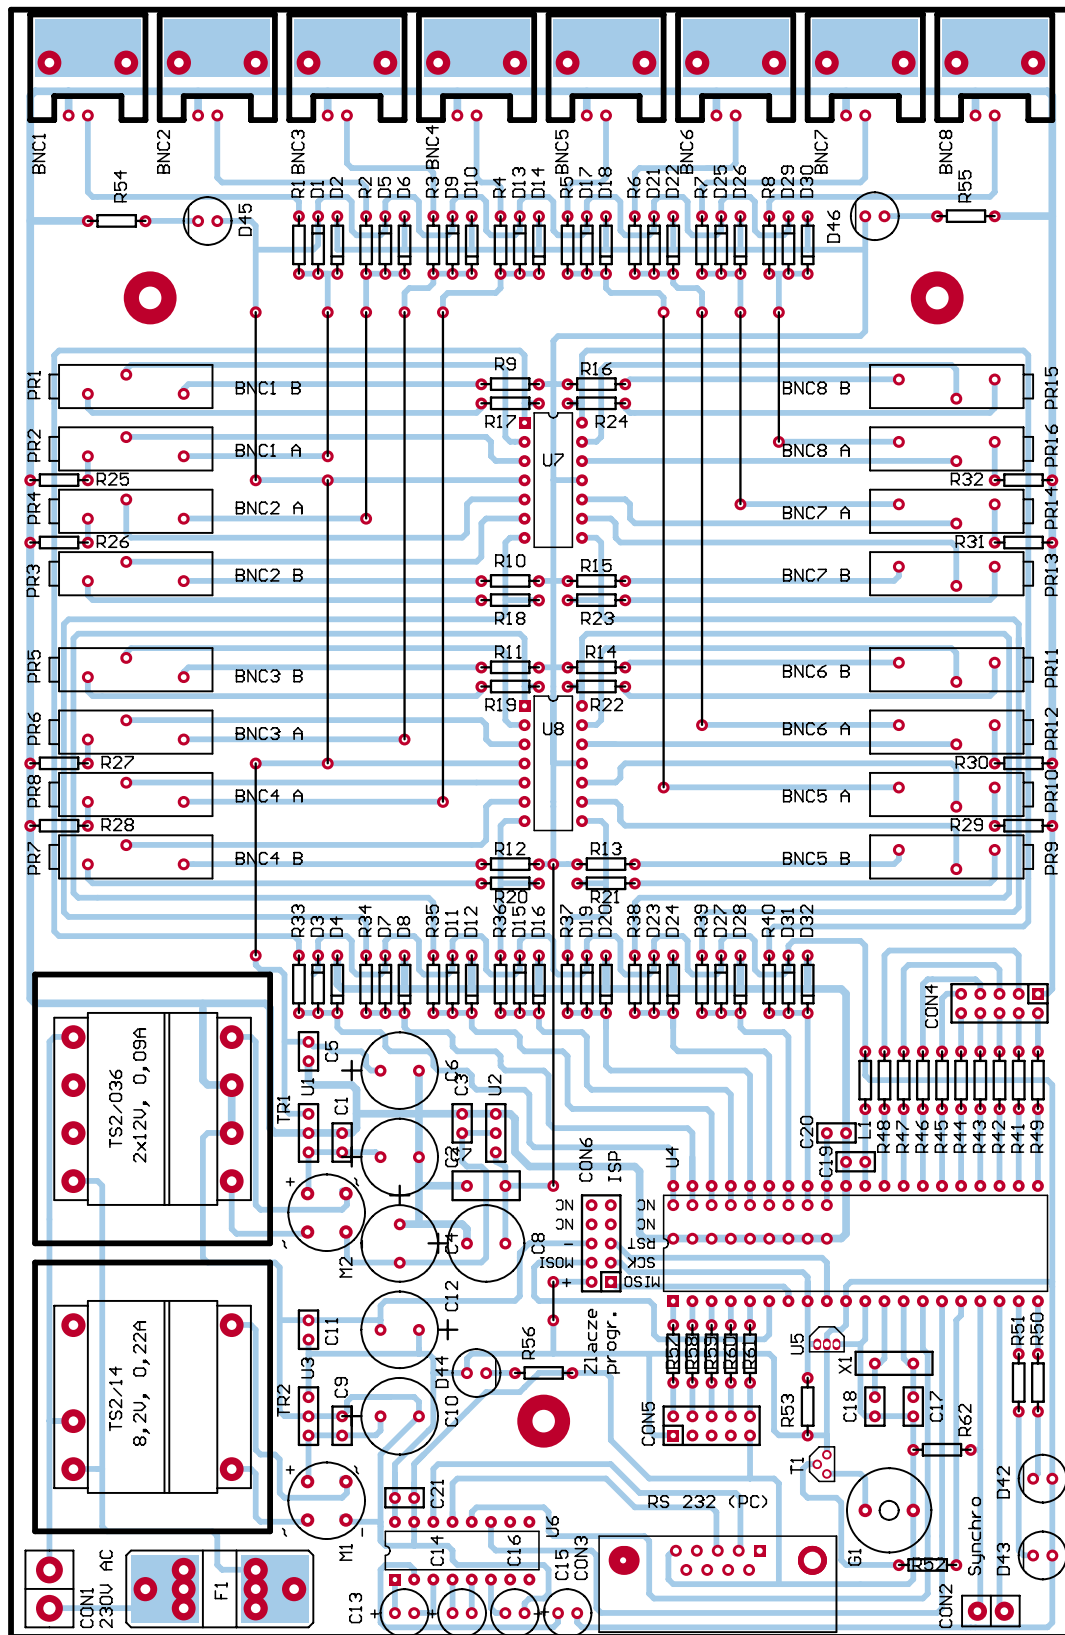 BNC1
BNC2
BNC3
BNC4
BNC5
BNC6
BNC7
BNC8
R54
D45
R1
D1
D2
R2
D5
D6
R3
D9
D10
R4
D13
D14
R5
D17
D18
R6
D21
D22
R7
D25
D26
R8
D29
D30
D46
R55
PR1
BNC1 B
R9
R16
BNC8 B
PR15
R17
R24
PR2
BNC1 A
U7
BNC8 A
PR16
R25
R32
PR4
BNC2 A
BNC7 A
PR14
R26
R31
PR3
BNC2 B
R10
R15
BNC7 B
PR13
R18
R23
PR5
BNC3 B
R11
R14
BNC6 B
PR11
R19
R22
PR6
BNC3 A
U8
BNC6 A
PR12
R27
R30
PR8
BNC4 A
BNC5 A
PR10
R28
R29
PR7
BNC4 B
R12
R13
BNC5 B
PR9
R20
R21
R33
D3
D4
R34
D7
D8
R35
D11
D12
R36
D15
D16
R37
D19
D20
R38
D23
D24
R39
D27
D28
R40
D31
D32
CON4
TS2/036
2x12V, 0,09A
U1
C5
+
C6
TR1
C1
C3
U2
C2
+
C7
CON6
ISP
U4
C20
C19
L1
R48
R47
R46
R45
R44
R43
R42
R41
R49
+
~
~
-
M2
+
C4
+
C8
NC
NC
-
MOSI
+
NC
NC
RST
SCK
MISO
TS2/14
8,2V, 0,22A
C11
U3
C12
+
TR2
C9
+
C10
D44
R56
Zlacze
progr.
R57
R58
R59
R60
R61
CON5
R53
U5
X1
C18
C17
R51
R50
R62
T1
+
~
~
-
M1
C21
U6
C14
C16
C13
+
+
+
C15
+
CON3
RS 232 (PC)
G1
R52
Synchro
D42
D43
CON2
CON1
230V AC
F1